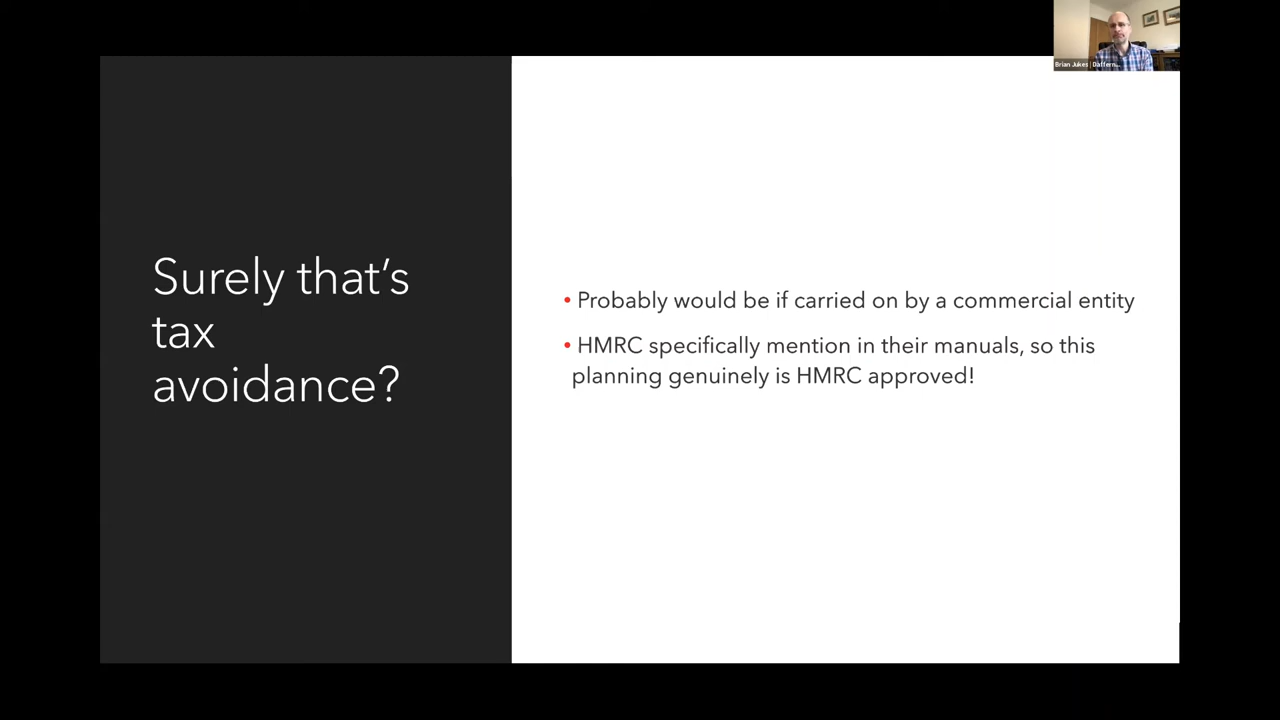 Brian Jukes | Daffern...
Surely that's
tax
avoidance?
• Probably would be if carried on by a commercial entity
• HMRC specifically mention in their manuals, so this
planning genuinely is HMRC approved!